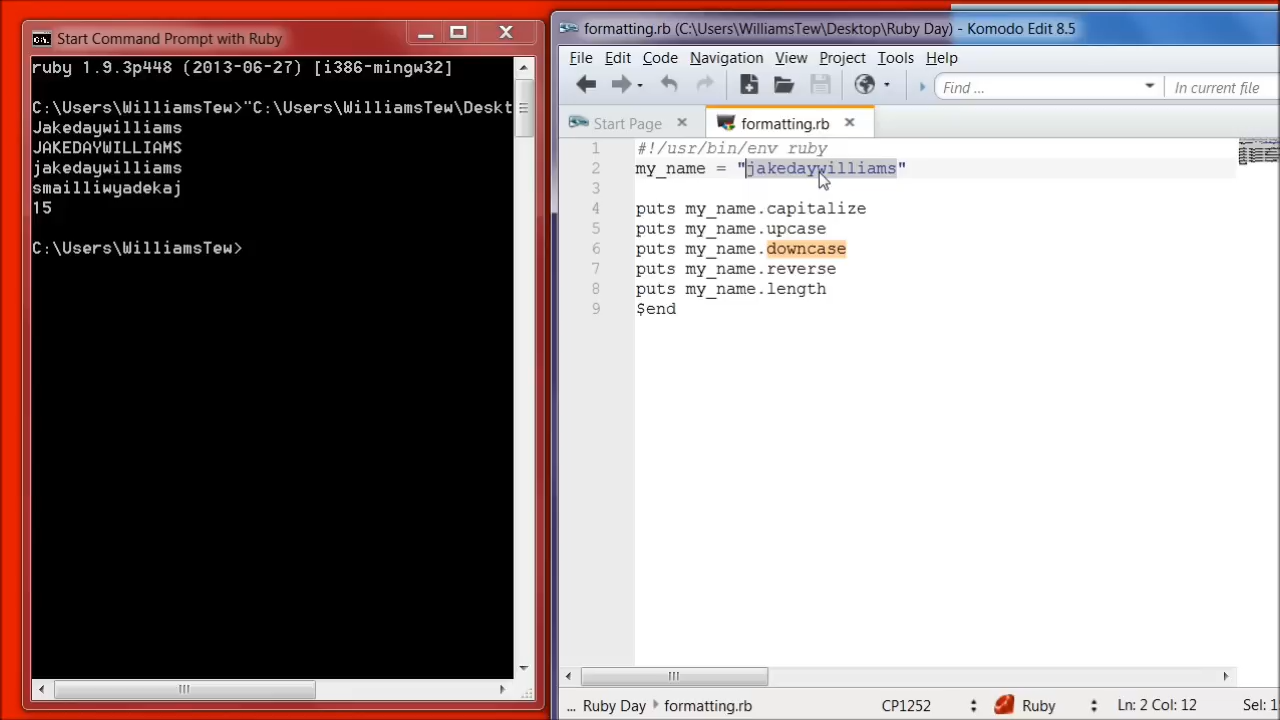 Start Command Prompt with Ruby
ruby 1.9.3p448 (2013-06-27) [i386-mingw32]
C:\Users\WilliamsTew>"C:\Users\WilliamsTew\Deskt
Jakedaywilliams
JAKEDAYWILLIAMS
jakedaywilliams
smailliwyadekaj
15
C:\Users\WilliamsTew>
formatting.rb (C:\Users\WilliamsTew\Desktop\Ruby Day) - Komodo Edit 8.5
File Edit Code Navigation View Project Tools Help
Find ... In current file
Start Page formatting.rb
1 #!/usr/bin/env ruby
2 my_name = "jakedaywilliams"
3
4 puts my_name.capitalize
5 puts my_name.upcase
6 puts my_name.downcase
7 puts my_name.reverse
8 puts my_name.length
9 $end
... Ruby Day formatting.rb CP1252 Ruby Ln: 2 Col: 12 Sel: 1